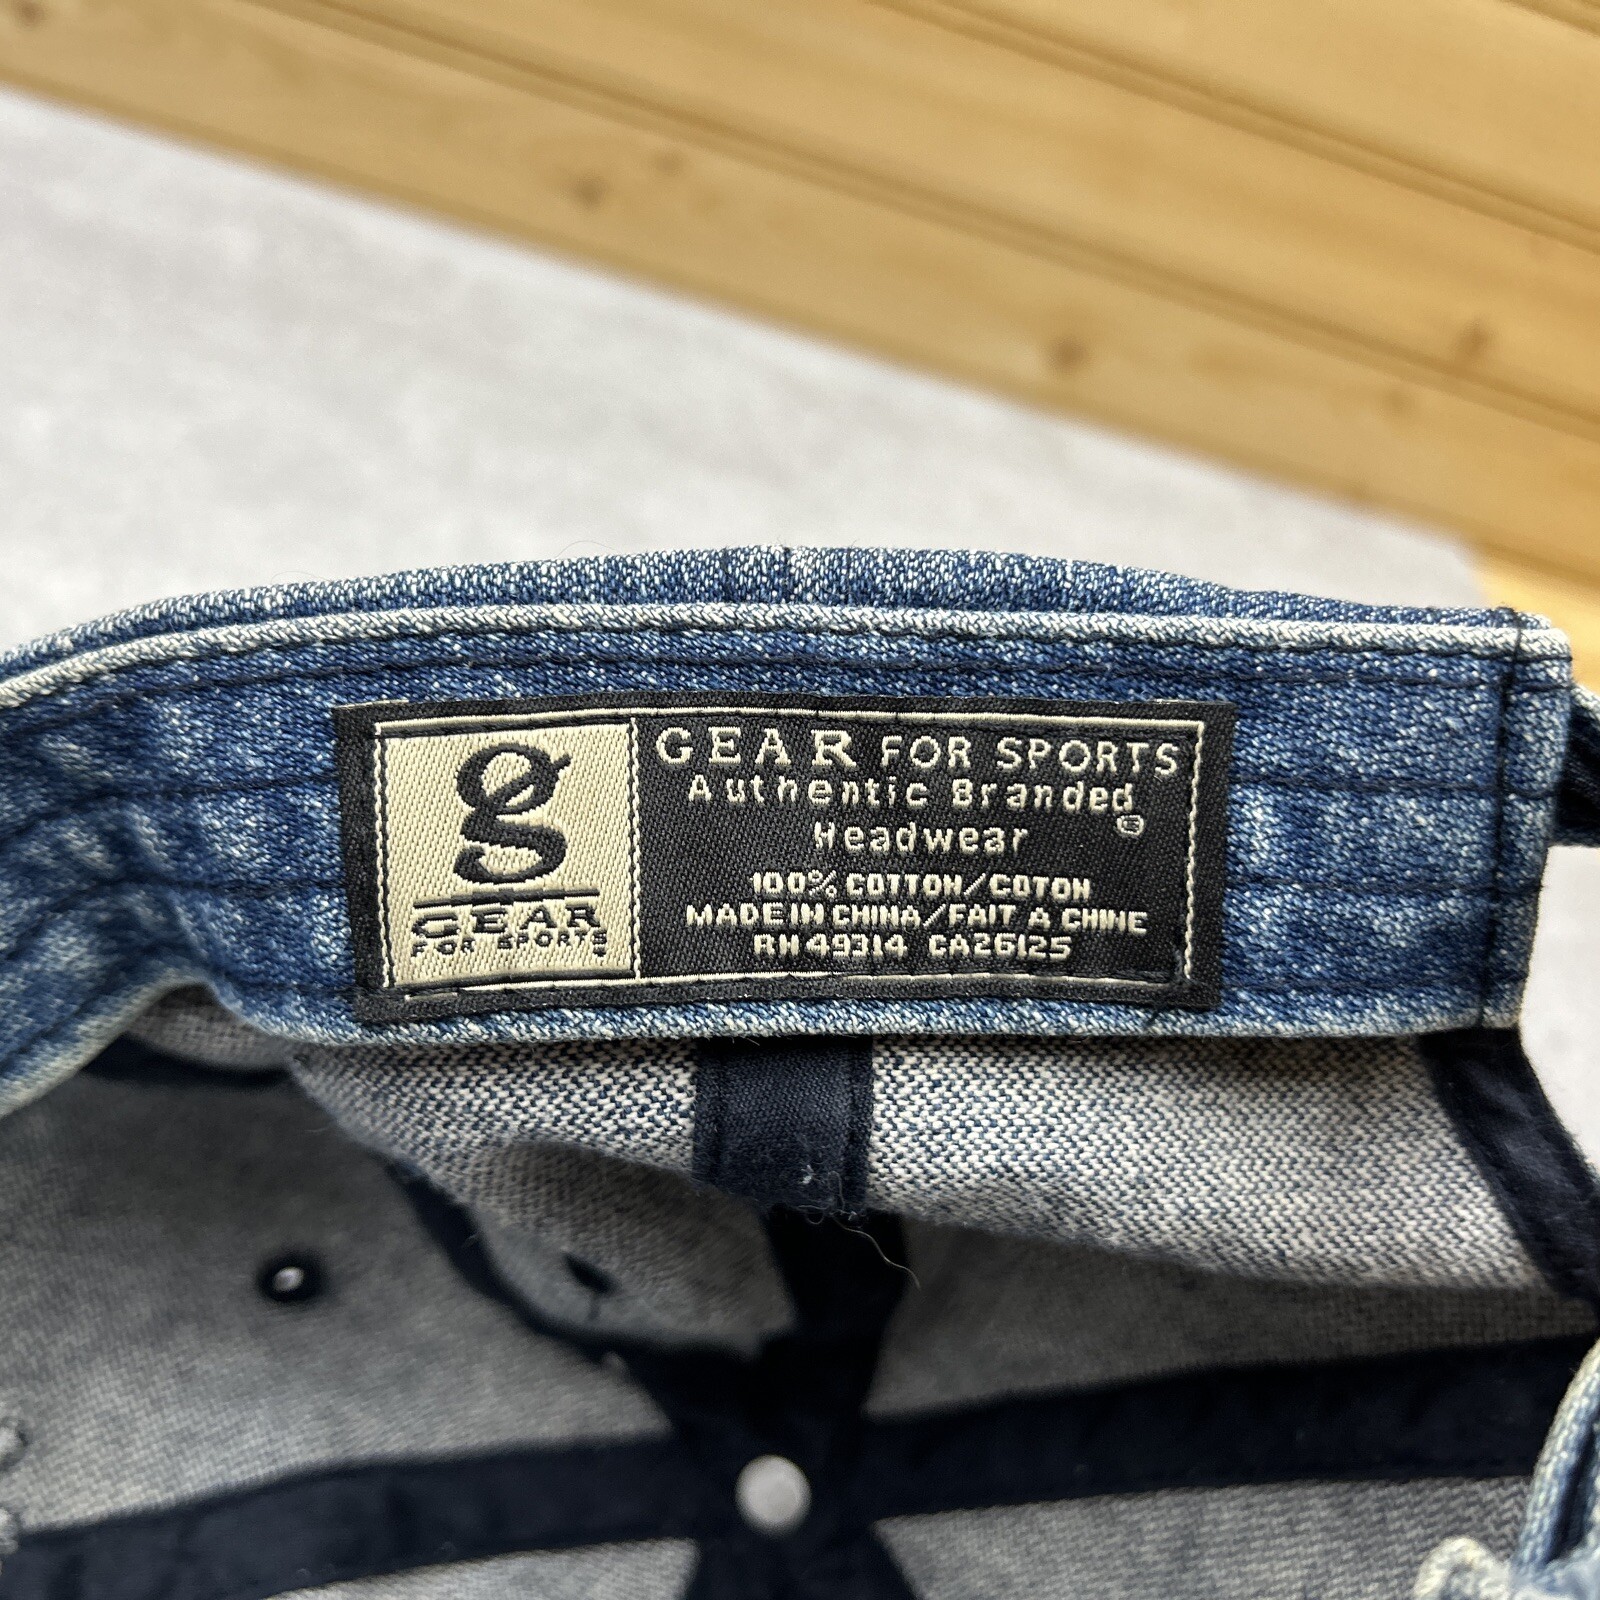 g
GEAR
FOR SPORTS
GEAR FOR SPORTS
Authentic Branded
Headwear ®
100% COTTON/COTON
MADE IN CHINA/FAIT A CHINE
RN 49314 CA26125